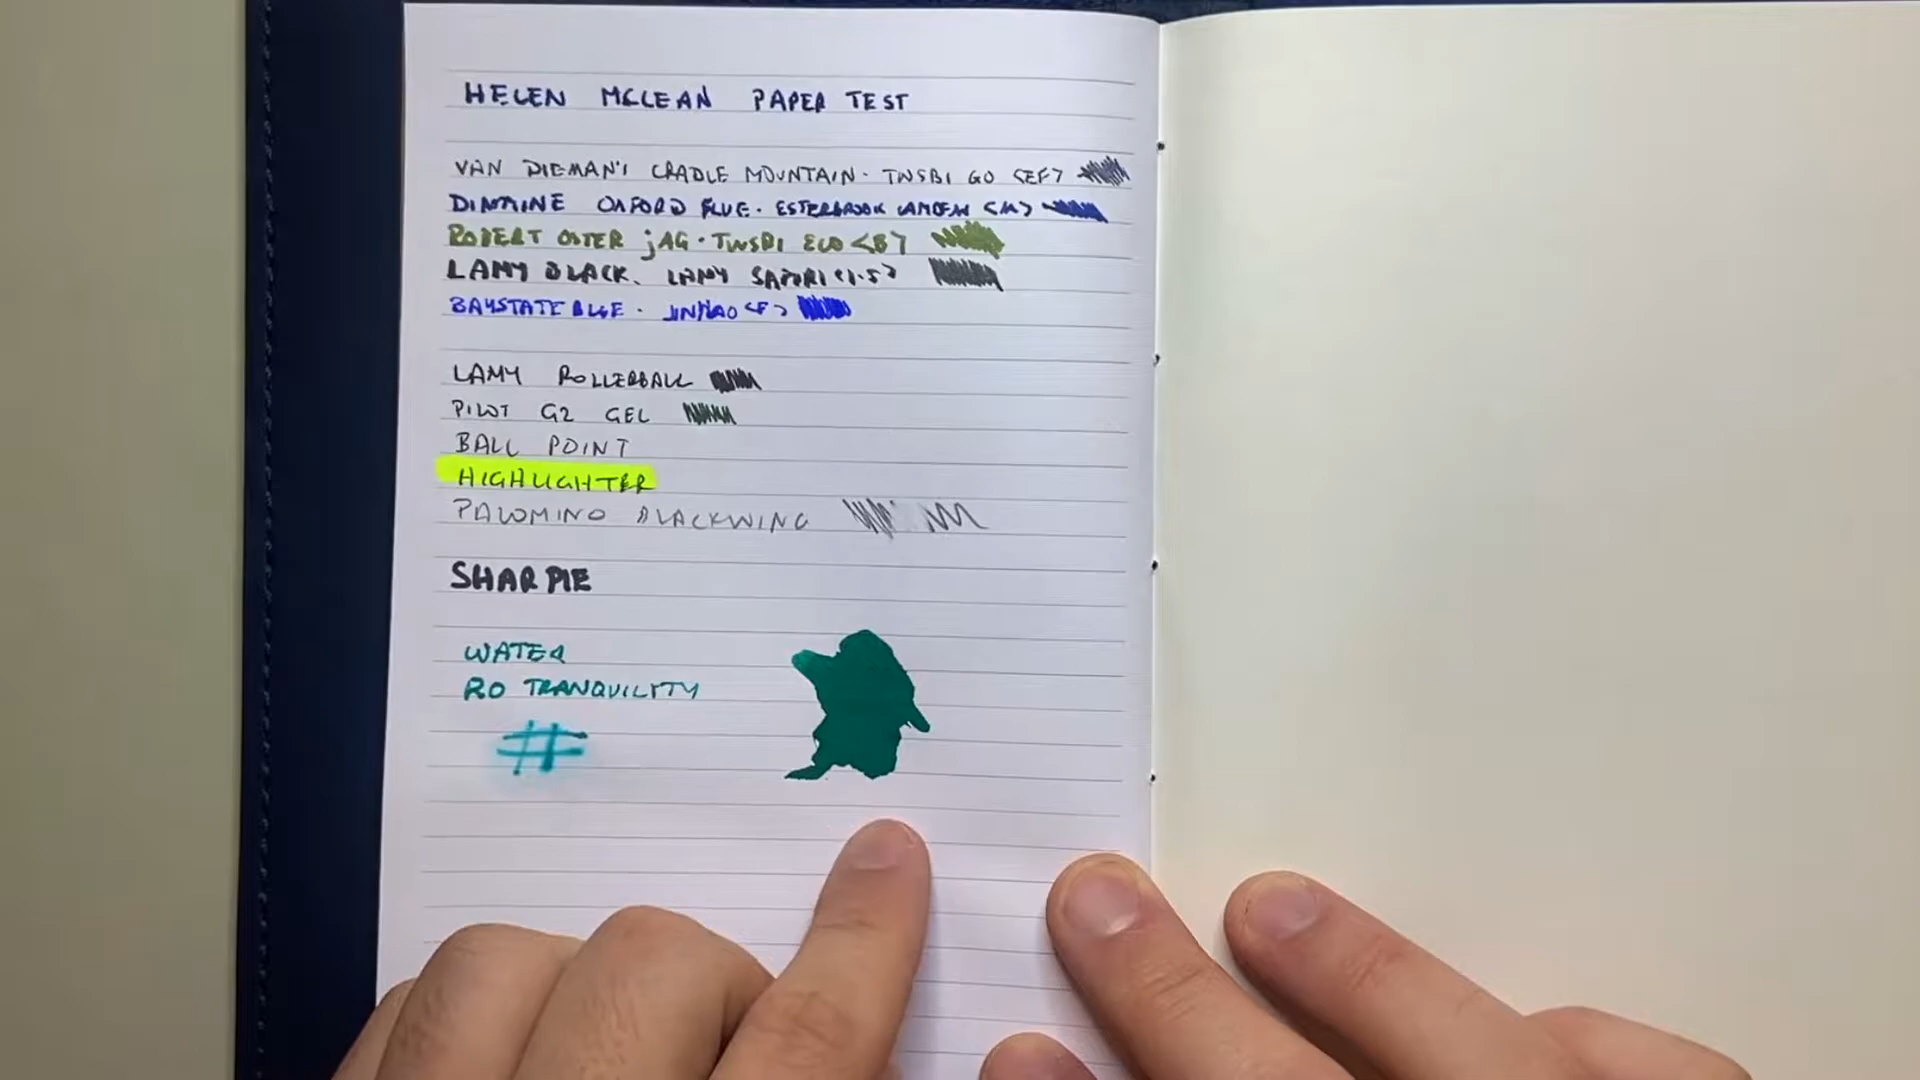 HELEN MCLEAN PAPER TEST
VAN DIEMAN'S CRADLE MOUNTAIN · TWSBI GO <EF>
DIAMINE OXFORD BLUE · ESTERBROOK CAMDEN <M>
ROBERT OSTER jAG · TWSBI ECO <B>
LAMY BLACK. LAMY SAFARI <1.5>
BAYSTATE BLUE · JINHAO <F>
LAMY ROLLERBALL
PILOT G2 GEL
BALL POINT
HIGHLIGHTER
PALOMINO BLACKWING
SHARPIE
WATER
RO TRANQUILITY
#